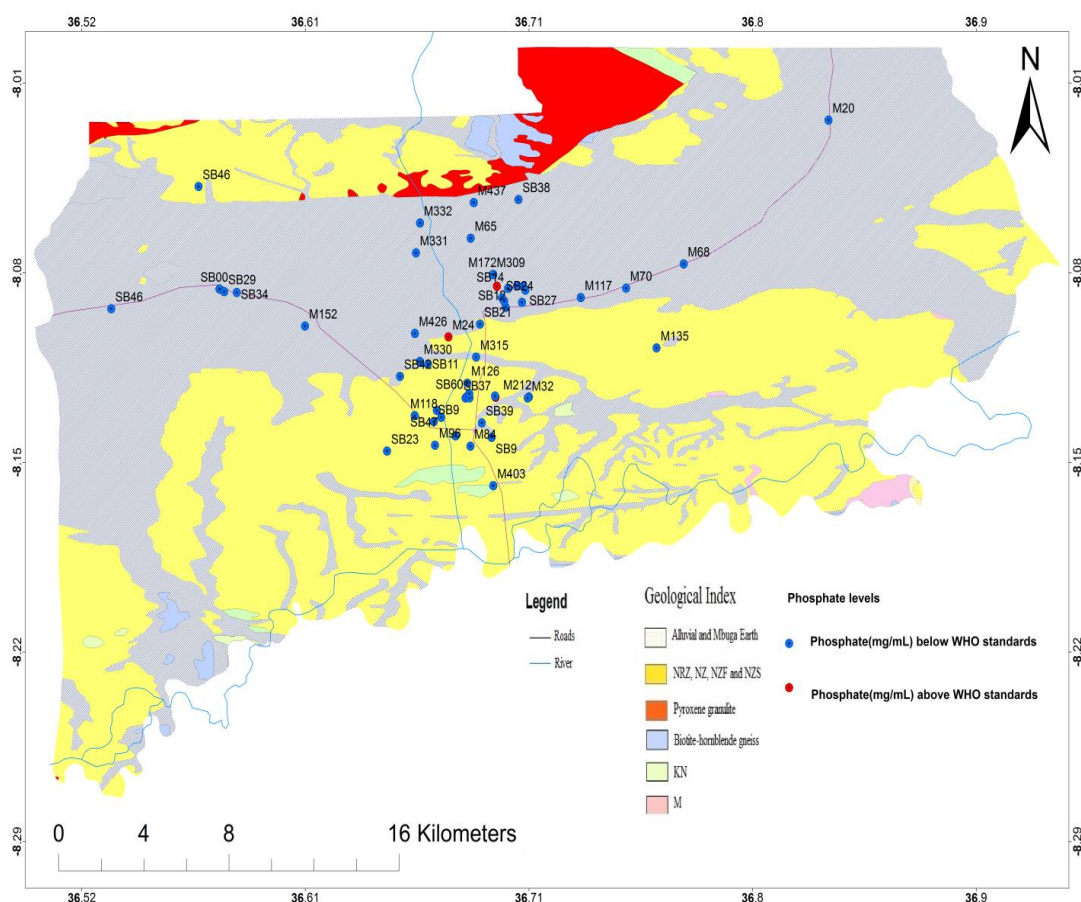 36.52 36.61 36.71 36.8 36.9
N
-8.01 -8.01
M20
SB46
M437 SB38
M332
M65
M331
M68
M172M309
-8.08 -8.08
SB14
SB00
SB29
SB24
M70
SB34
M117
SB46
SB27
SB21
M152
M426 M24
M135
M330
M315
SB11
M126
SB60 SB37
M212 M32
M118
SB9
SB39
SB47
M96
M84
SB23
SB9
-8.15 -8.15
M403
Legend
Roads
River
Geological Index
Alluvial and Mbuga Earth
NRZ, NZ, NZF and NZS
Pyroxene granulite
Biotite-hornblende gneiss
KN
M
Phosphate levels
Phosphate(mg/mL) below WHO standards
Phosphate(mg/mL) above WHO standards
-8.22 -8.22
0 4 8 16 Kilometers
-8.29 -8.29
36.52 36.61 36.71 36.8 36.9